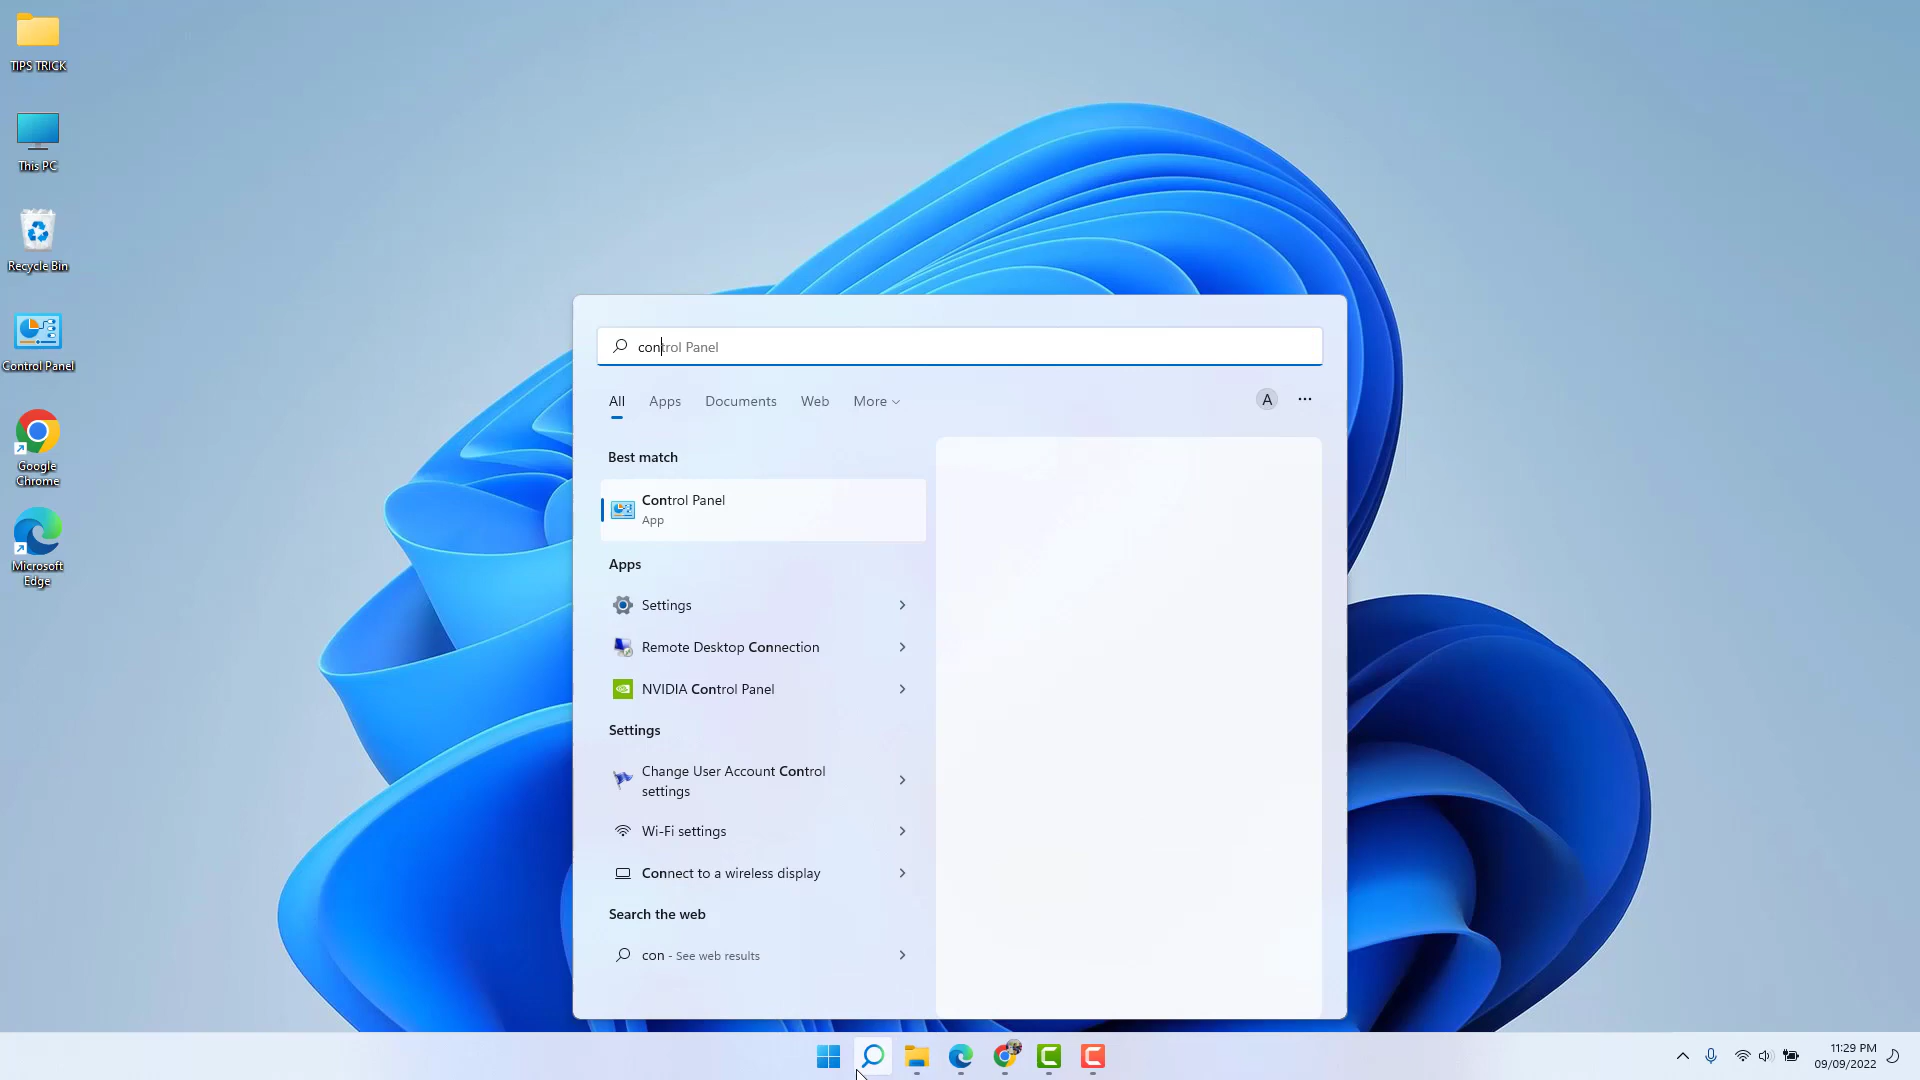 TIPS TRICK
This PC
Recycle Bin
Control Panel
Google
Chrome
Microsoft
Edge
control Panel
All
Apps
Documents
Web
More
A
Best match
Control Panel
App
Apps
Settings
Remote Desktop Connection
NVIDIA Control Panel
Settings
Change User Account Control
settings
Wi-Fi settings
Connect to a wireless display
Search the web
con - See web results
11:29 PM
09/09/2022